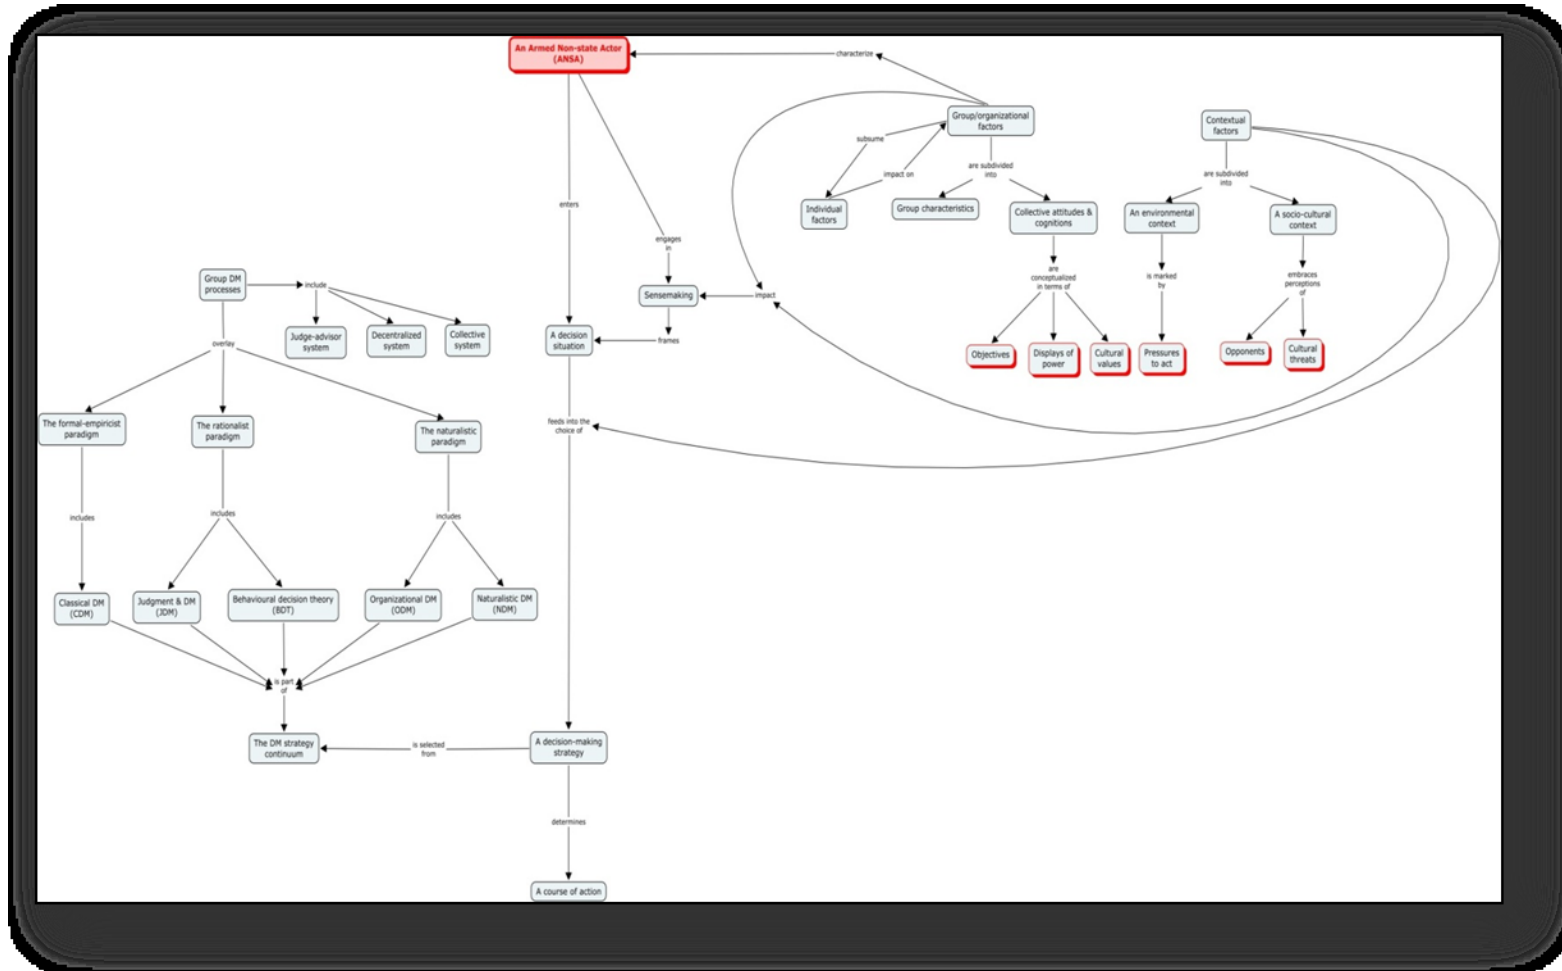 An Armed Non-state Actor
(ANSA)
characterize
Group/organizational
factors
Contextual
factors
subsume
impact on
are subdivided
into
are subdivided
into
Individual
factors
Group characteristics
Collective attitudes &
cognitions
An environmental
context
A socio-cultural
context
enters
engages
in
are
conceptualized
in terms of
is marked
by
embraces
perceptions
of
Group DM
processes
include
Sensemaking
impact
Judge-advisor
system
Decentralized
system
Collective
system
A decision
situation
frames
overlay
Objectives
Displays of
power
Cultural
values
Pressures
to act
Opponents
Cultural
threats
The formal-empiricist
paradigm
The rationalist
paradigm
The naturalistic
paradigm
feeds into the
choice of
includes
includes
includes
Classical DM
(CDM)
Judgment & DM
(JDM)
Behavioural decision theory
(BDT)
Organizational DM
(ODM)
Naturalistic DM
(NDM)
is part
of
The DM strategy
continuum
is selected
from
A decision-making
strategy
determines
A course of action